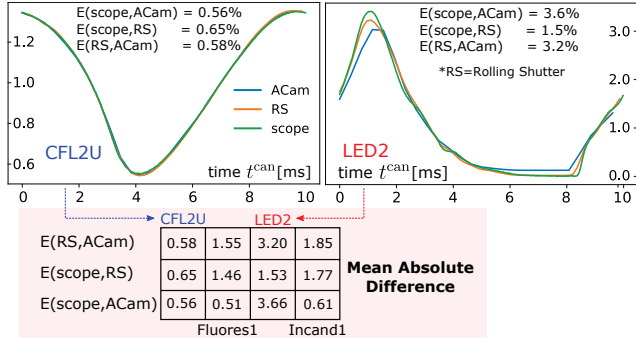 E(scope,ACam) = 0.56%
E(scope,RS) = 0.65%
E(RS,ACam) = 0.58%
1.2
1.0
0.8
0.6
ACam
RS
scope
CFL2U
time t^can[ms]
0 2 4 6 8 10
E(scope,ACam) = 3.6%
E(scope,RS) = 1.5%
E(RS,ACam) = 3.2%
*RS=Rolling Shutter
3.0
2.0
1.0
0.0
LED2
time t^can[ms]
0 2 4 6 8 10
CFL2U LED2
E(RS,ACam) 0.58 1.55 3.20 1.85
E(scope,RS) 0.65 1.46 1.53 1.77
E(scope,ACam) 0.56 0.51 3.66 0.61
Fluores1 Incand1
Mean Absolute
Difference